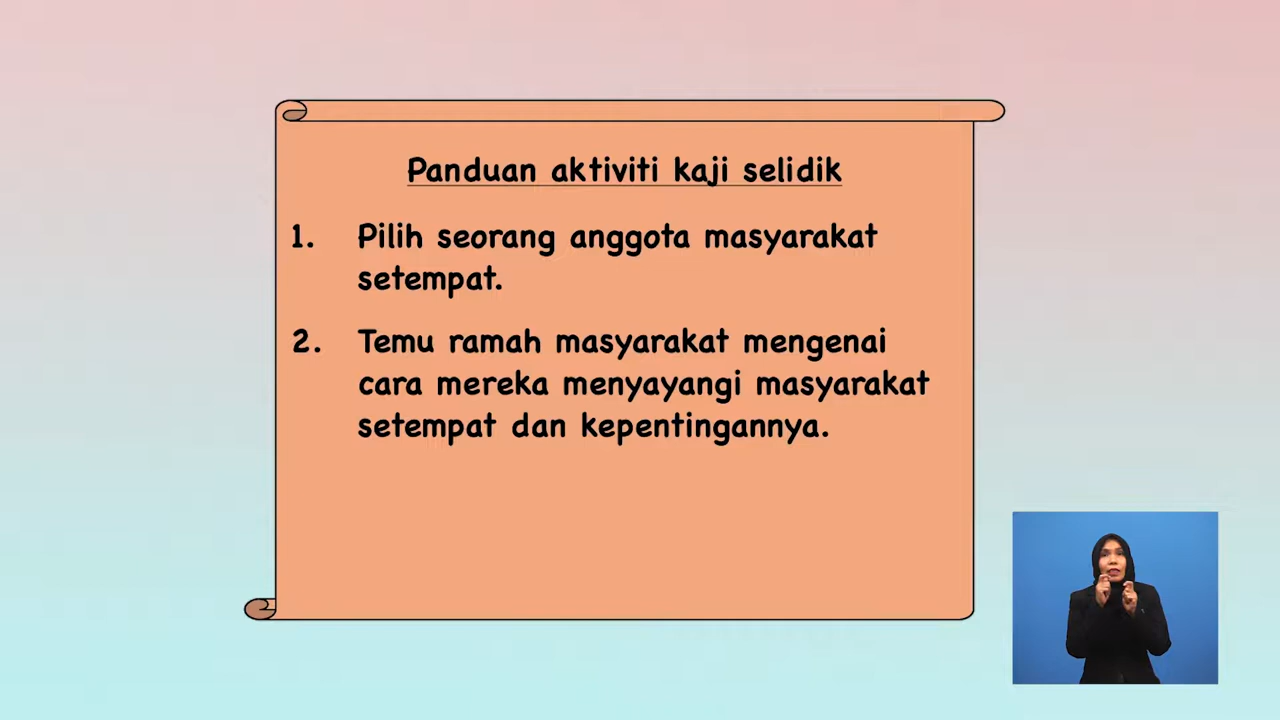 Panduan aktiviti kaji selidik
1. Pilih seorang anggota masyarakat
setempat.
2. Temu ramah masyarakat mengenai
cara mereka menyayangi masyarakat
setempat dan kepentingannya.